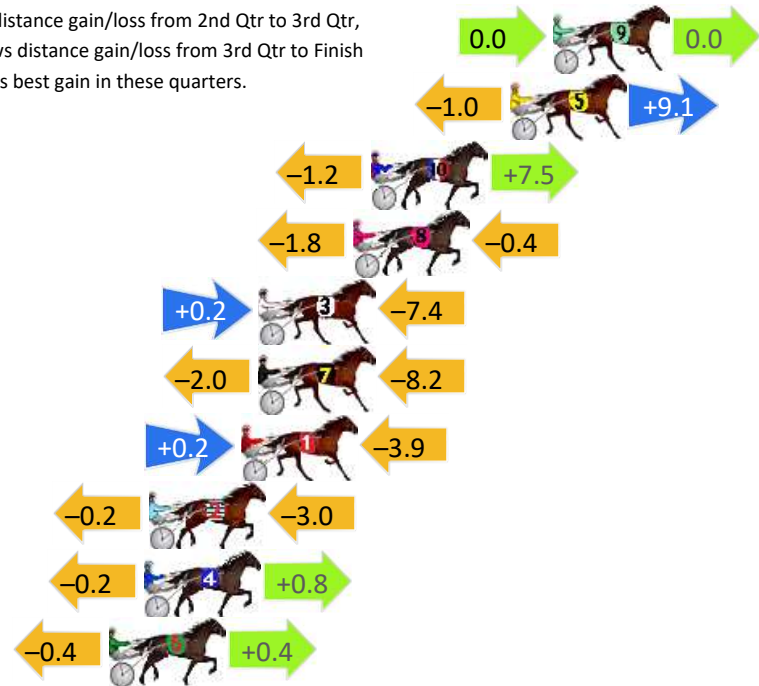 distance gain/loss from 2nd Qtr to 3rd Qtr,
vs distance gain/loss from 3rd Qtr to Finish
s best gain in these quarters.
0.0 9 0.0
–1.0 5 +9.1
–1.2 10 +7.5
–1.8 8 –0.4
+0.2 3 –7.4
–2.0 7 –8.2
+0.2 1 –3.9
–0.2 2 –3.0
–0.2 4 +0.8
–0.4 6 +0.4